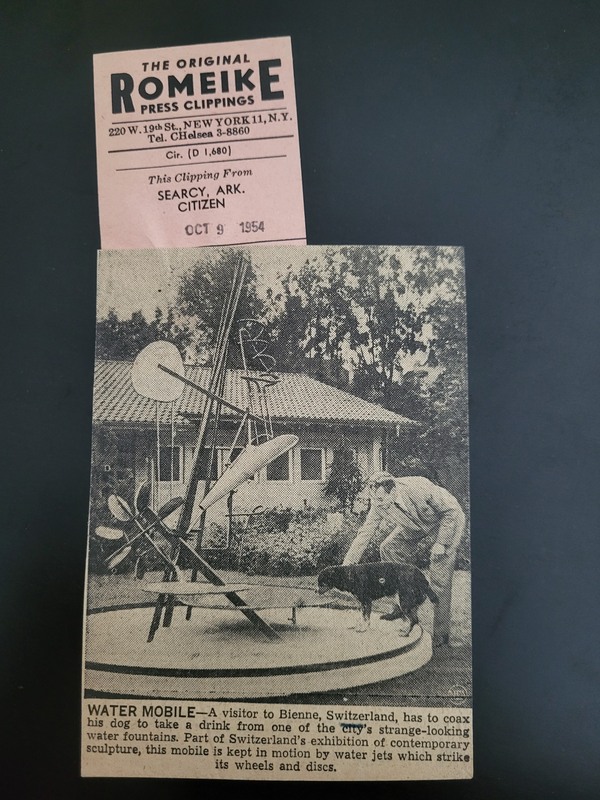 THE ORIGINAL
ROMEIKE
PRESS CLIPPINGS
220 W. 19th St., NEW YORK 11, N.Y.
Tel. CHelsea 3-8860
Cir. (D 1,680)
This Clipping From
SEARCY, ARK.
CITIZEN
OCT 9 1954
WATER MOBILE—A visitor to Bienne, Switzerland, has to coax
his dog to take a drink from one of the city's strange-looking
water fountains. Part of Switzerland's exhibition of contemporary
sculpture, this mobile is kept in motion by water jets which strike
its wheels and discs.